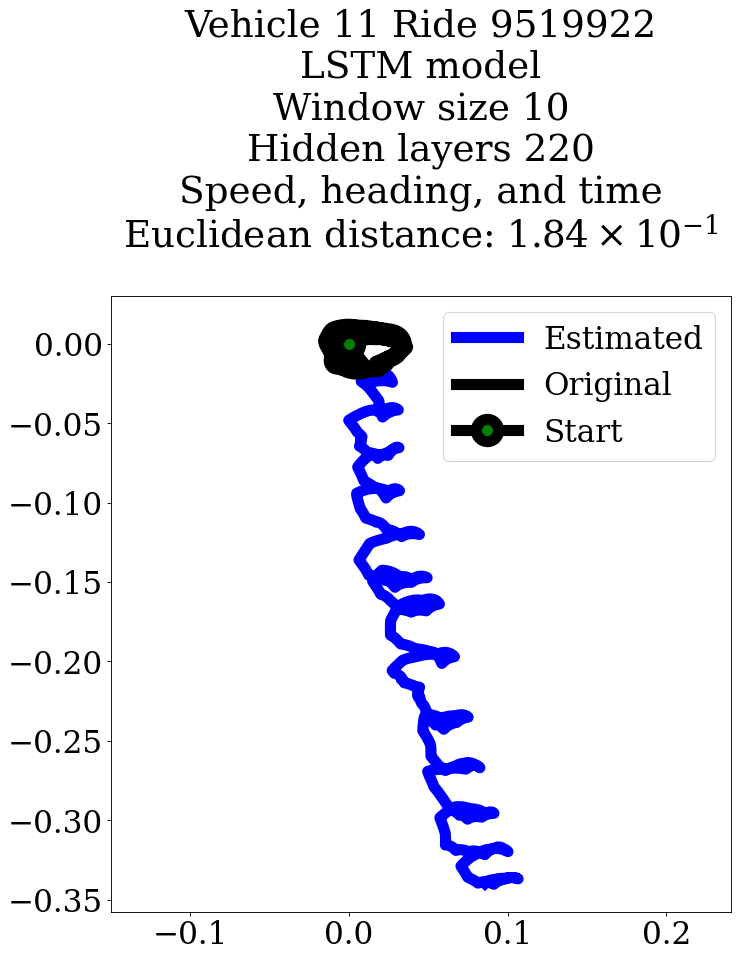 Vehicle 11 Ride 9519922
LSTM model
Window size 10
Hidden layers 220
Speed, heading, and time
Euclidean distance: 1.84 × 10⁻¹
Estimated
Original
Start
0.00
−0.05
−0.10
−0.15
−0.20
−0.25
−0.30
−0.35
−0.1 0.0 0.1 0.2